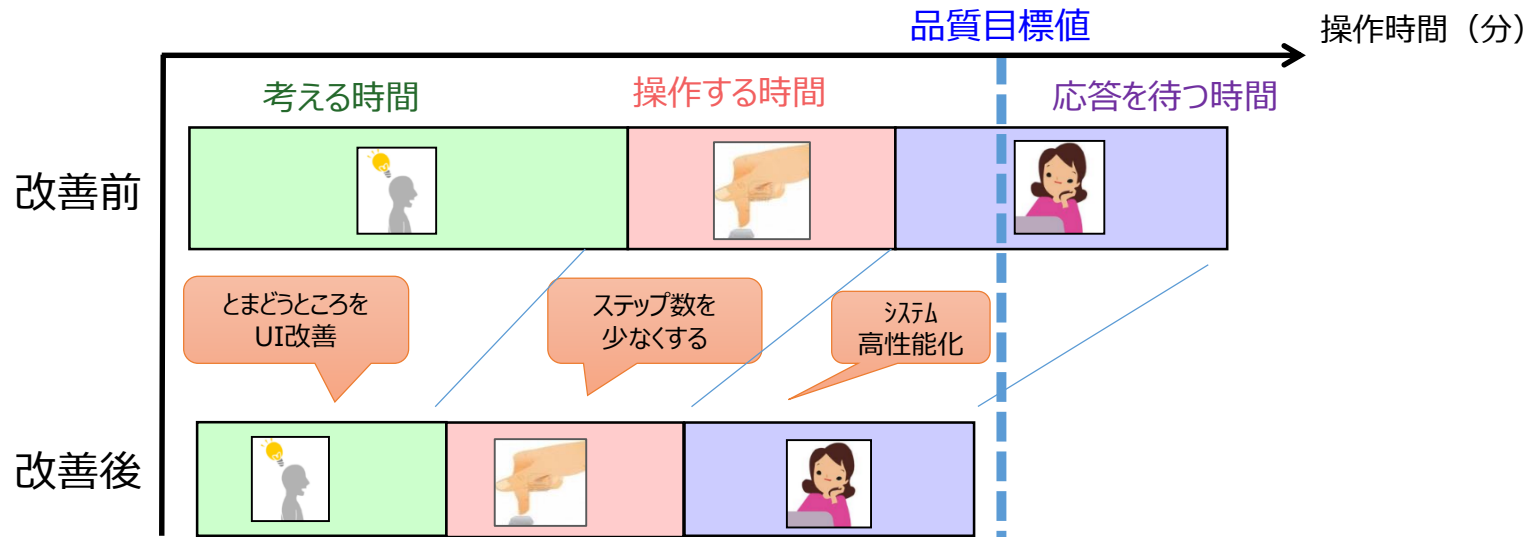 品質目標値
操作時間（分）
考える時間
操作する時間
応答を待つ時間
改善前
とまどうところを
UI改善
ステップ数を
少なくする
ｼｽﾃﾑ
高性能化
改善後